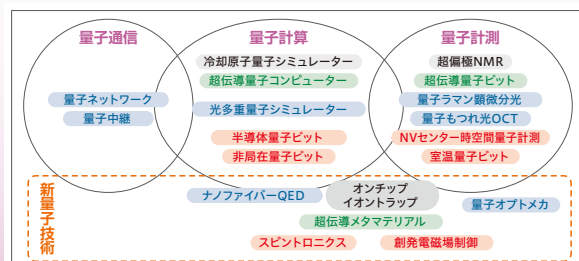 量子通信
量子計算
量子計測
冷却原子量子シミュレーター
超偏極NMR
超伝導量子コンピューター
超伝導量子ビット
量子ネットワーク
光多重量子シミュレーター
量子ラマン顕微分光
量子中継
量子もつれ光OCT
半導体量子ビット
NVセンター時空間量子計測
非局在量子ビット
室温量子ビット
新量子技術
ナノファイバーQED
オンチップ
イオントラップ
量子オプトメカ
超伝導メタマテリアル
スピントロニクス
創発電磁場制御